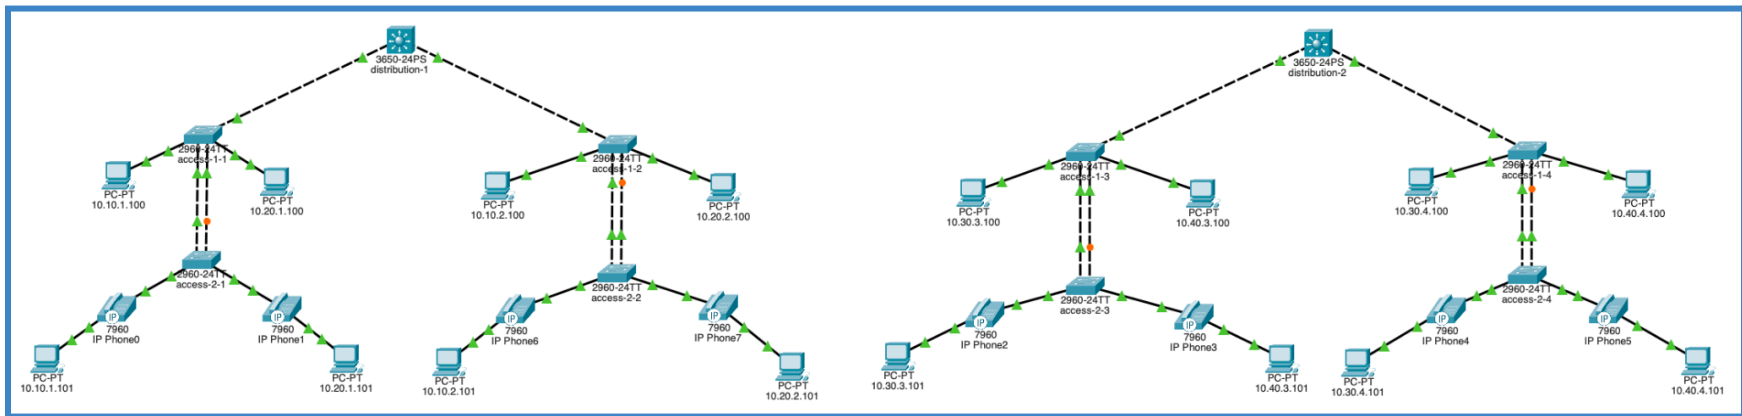 3650-24PS
distribution-1
3650-24PS
distribution-2
2960-24TT
access-1-1
2960-24TT
access-1-2
2960-24TT
access-1-3
2960-24TT
access-1-4
PC-PT
10.10.1.100
PC-PT
10.20.1.100
PC-PT
10.10.2.100
PC-PT
10.20.2.100
PC-PT
10.30.3.100
PC-PT
10.40.3.100
PC-PT
10.30.4.100
PC-PT
10.40.4.100
2960-24TT
access-2-1
2960-24TT
access-2-2
2960-24TT
access-2-3
2960-24TT
access-2-4
IP
7960
IP Phone0
IP
7960
IP Phone1
IP
7960
IP Phone6
IP
7960
IP Phone7
IP
7960
IP Phone2
IP
7960
IP Phone3
IP
7960
IP Phone4
IP
7960
IP Phone5
PC-PT
10.10.1.101
PC-PT
10.20.1.101
PC-PT
10.10.2.101
PC-PT
10.20.2.101
PC-PT
10.30.3.101
PC-PT
10.40.3.101
PC-PT
10.30.4.101
PC-PT
10.40.4.101